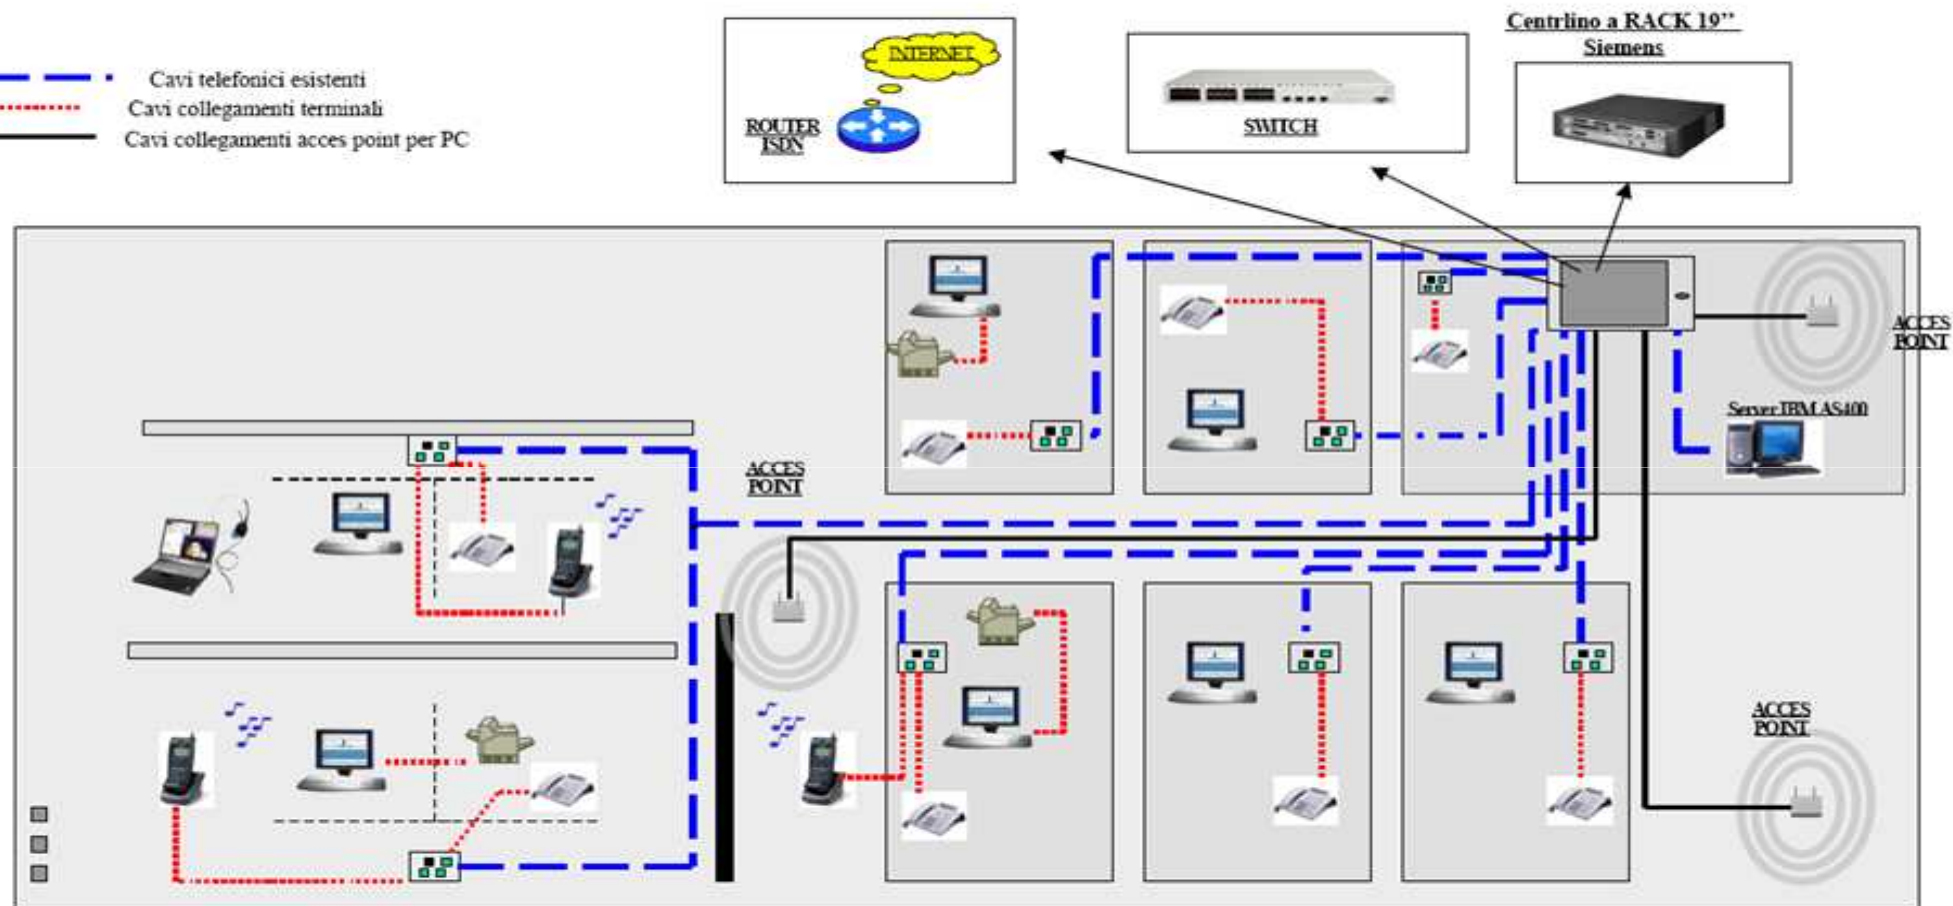 Cavi telefonici esistenti
Cavi collegamenti terminali
Cavi collegamenti acces point per PC
INTERNET
ROUTER
ISDN
SWITCH
Centrlino a RACK 19’’
Siemens
ACCES
POINT
Server IBM AS400
ACCES
POINT
ACCES
POINT